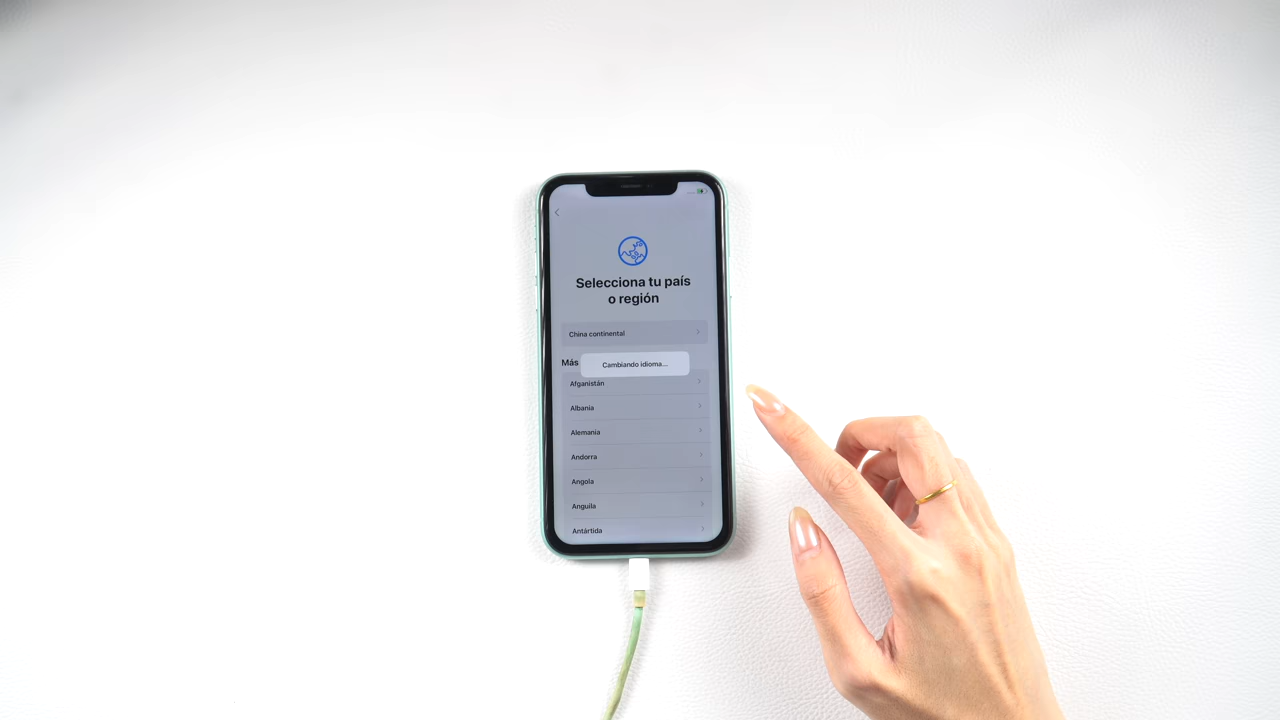 Selecciona tu país
o región
China continental
Más
Cambiando idioma...
Afganistán
Albania
Alemania
Andorra
Angola
Anguila
Antártida